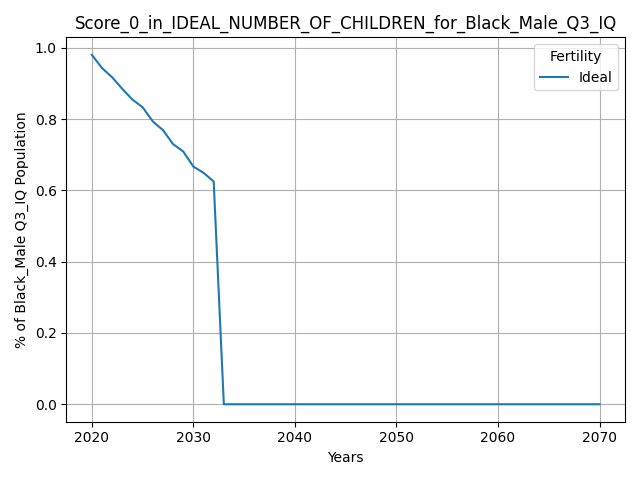 Score_0_in_IDEAL_NUMBER_OF_CHILDREN_for_Black_Male_Q3_IQ
Fertility
Ideal
% of Black_Male Q3_IQ Population
1.0
0.8
0.6
0.4
0.2
0.0
2020 2030 2040 2050 2060 2070
Years